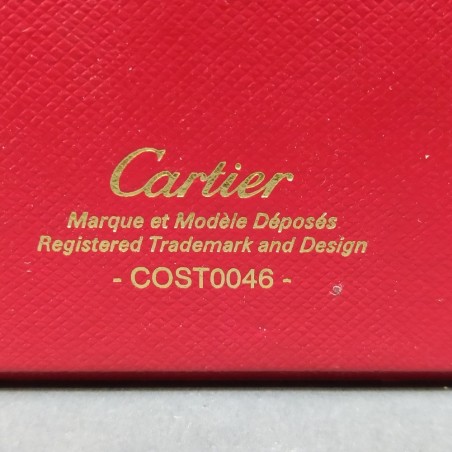 Cartier
Marque et Modèle Déposés
Registered Trademark and Design
- COST0046 -